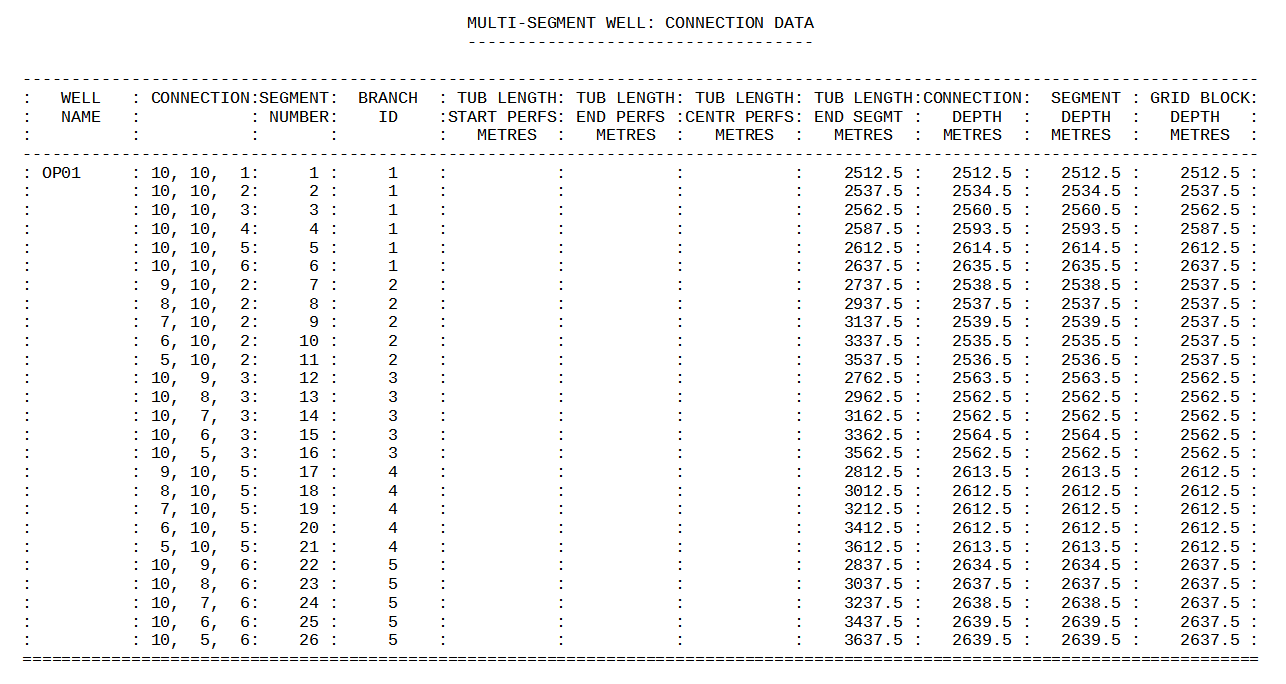 MULTI-SEGMENT WELL: CONNECTION DATA
-----------------------------------
-----------------------------------------------------------------------------------------------------------------------------
:   WELL   : CONNECTION:SEGMENT:  BRANCH  : TUB LENGTH: TUB LENGTH: TUB LENGTH: TUB LENGTH:CONNECTION:  SEGMENT : GRID BLOCK:
:   NAME   :           : NUMBER:    ID    :START PERFS: END PERFS :CENTR PERFS: END SEGMT :   DEPTH  :   DEPTH  :   DEPTH   :
:          :           :       :          :   METRES  :   METRES  :   METRES  :   METRES  :  METRES  :  METRES  :   METRES  :
-----------------------------------------------------------------------------------------------------------------------------
: OP01     : 10, 10,  1:     1 :     1    :           :           :           :    2512.5 :   2512.5 :   2512.5 :    2512.5 :
:          : 10, 10,  2:     2 :     1    :           :           :           :    2537.5 :   2534.5 :   2534.5 :    2537.5 :
:          : 10, 10,  3:     3 :     1    :           :           :           :    2562.5 :   2560.5 :   2560.5 :    2562.5 :
:          : 10, 10,  4:     4 :     1    :           :           :           :    2587.5 :   2593.5 :   2593.5 :    2587.5 :
:          : 10, 10,  5:     5 :     1    :           :           :           :    2612.5 :   2614.5 :   2614.5 :    2612.5 :
:          : 10, 10,  6:     6 :     1    :           :           :           :    2637.5 :   2635.5 :   2635.5 :    2637.5 :
:          :  9, 10,  2:     7 :     2    :           :           :           :    2737.5 :   2538.5 :   2538.5 :    2537.5 :
:          :  8, 10,  2:     8 :     2    :           :           :           :    2937.5 :   2537.5 :   2537.5 :    2537.5 :
:          :  7, 10,  2:     9 :     2    :           :           :           :    3137.5 :   2539.5 :   2539.5 :    2537.5 :
:          :  6, 10,  2:    10 :     2    :           :           :           :    3337.5 :   2535.5 :   2535.5 :    2537.5 :
:          :  5, 10,  2:    11 :     2    :           :           :           :    3537.5 :   2536.5 :   2536.5 :    2537.5 :
:          : 10,  9,  3:    12 :     3    :           :           :           :    2762.5 :   2563.5 :   2563.5 :    2562.5 :
:          : 10,  8,  3:    13 :     3    :           :           :           :    2962.5 :   2562.5 :   2562.5 :    2562.5 :
:          : 10,  7,  3:    14 :     3    :           :           :           :    3162.5 :   2562.5 :   2562.5 :    2562.5 :
:          : 10,  6,  3:    15 :     3    :           :           :           :    3362.5 :   2564.5 :   2564.5 :    2562.5 :
:          : 10,  5,  3:    16 :     3    :           :           :           :    3562.5 :   2562.5 :   2562.5 :    2562.5 :
:          :  9, 10,  5:    17 :     4    :           :           :           :    2812.5 :   2613.5 :   2613.5 :    2612.5 :
:          :  8, 10,  5:    18 :     4    :           :           :           :    3012.5 :   2612.5 :   2612.5 :    2612.5 :
:          :  7, 10,  5:    19 :     4    :           :           :           :    3212.5 :   2612.5 :   2612.5 :    2612.5 :
:          :  6, 10,  5:    20 :     4    :           :           :           :    3412.5 :   2612.5 :   2612.5 :    2612.5 :
:          :  5, 10,  5:    21 :     4    :           :           :           :    3612.5 :   2613.5 :   2613.5 :    2612.5 :
:          : 10,  9,  6:    22 :     5    :           :           :           :    2837.5 :   2634.5 :   2634.5 :    2637.5 :
:          : 10,  8,  6:    23 :     5    :           :           :           :    3037.5 :   2637.5 :   2637.5 :    2637.5 :
:          : 10,  7,  6:    24 :     5    :           :           :           :    3237.5 :   2638.5 :   2638.5 :    2637.5 :
:          : 10,  6,  6:    25 :     5    :           :           :           :    3437.5 :   2639.5 :   2639.5 :    2637.5 :
:          : 10,  5,  6:    26 :     5    :           :           :           :    3637.5 :   2639.5 :   2639.5 :    2637.5 :
=============================================================================================================================